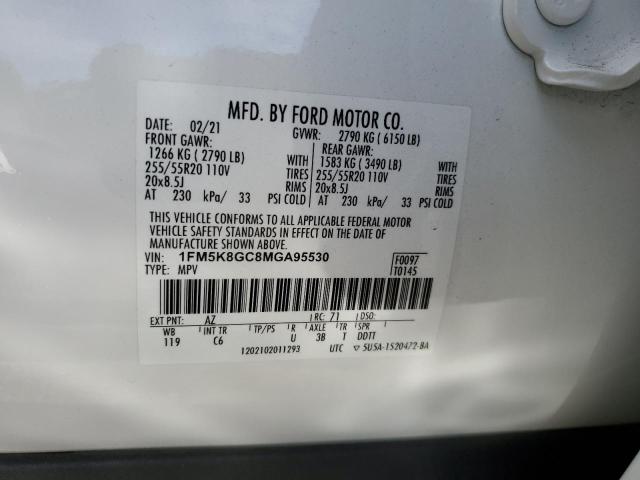 MFD. BY FORD MOTOR CO.
DATE: 02/21 GVWR: 2790 KG ( 6150 LB)
FRONT GAWR: REAR GAWR:
1266 KG ( 2790 LB) WITH 1583 KG ( 3490 LB) WITH
255/55R20 110V TIRES 255/55R20 110V TIRES
20x8.5J RIMS 20x8.5J RIMS
AT 230 kPa/ 33 PSI COLD AT 230 kPa/ 33 PSI COLD
THIS VEHICLE CONFORMS TO ALL APPLICABLE FEDERAL MOTOR
VEHICLE SAFETY STANDARDS IN EFFECT ON THE DATE OF
MANUFACTURE SHOWN ABOVE.
VIN: 1FM5K8GC8MGA95530 F0097
TYPE: MPV T0145
EXT PNT: AZ RC: 71 DSO:
WB INT TR TP/PS R AXLE TR SPR
119 C6 U 3B T DDTT
1202102011293 UTC ▽ 5U5A-1520472-BA